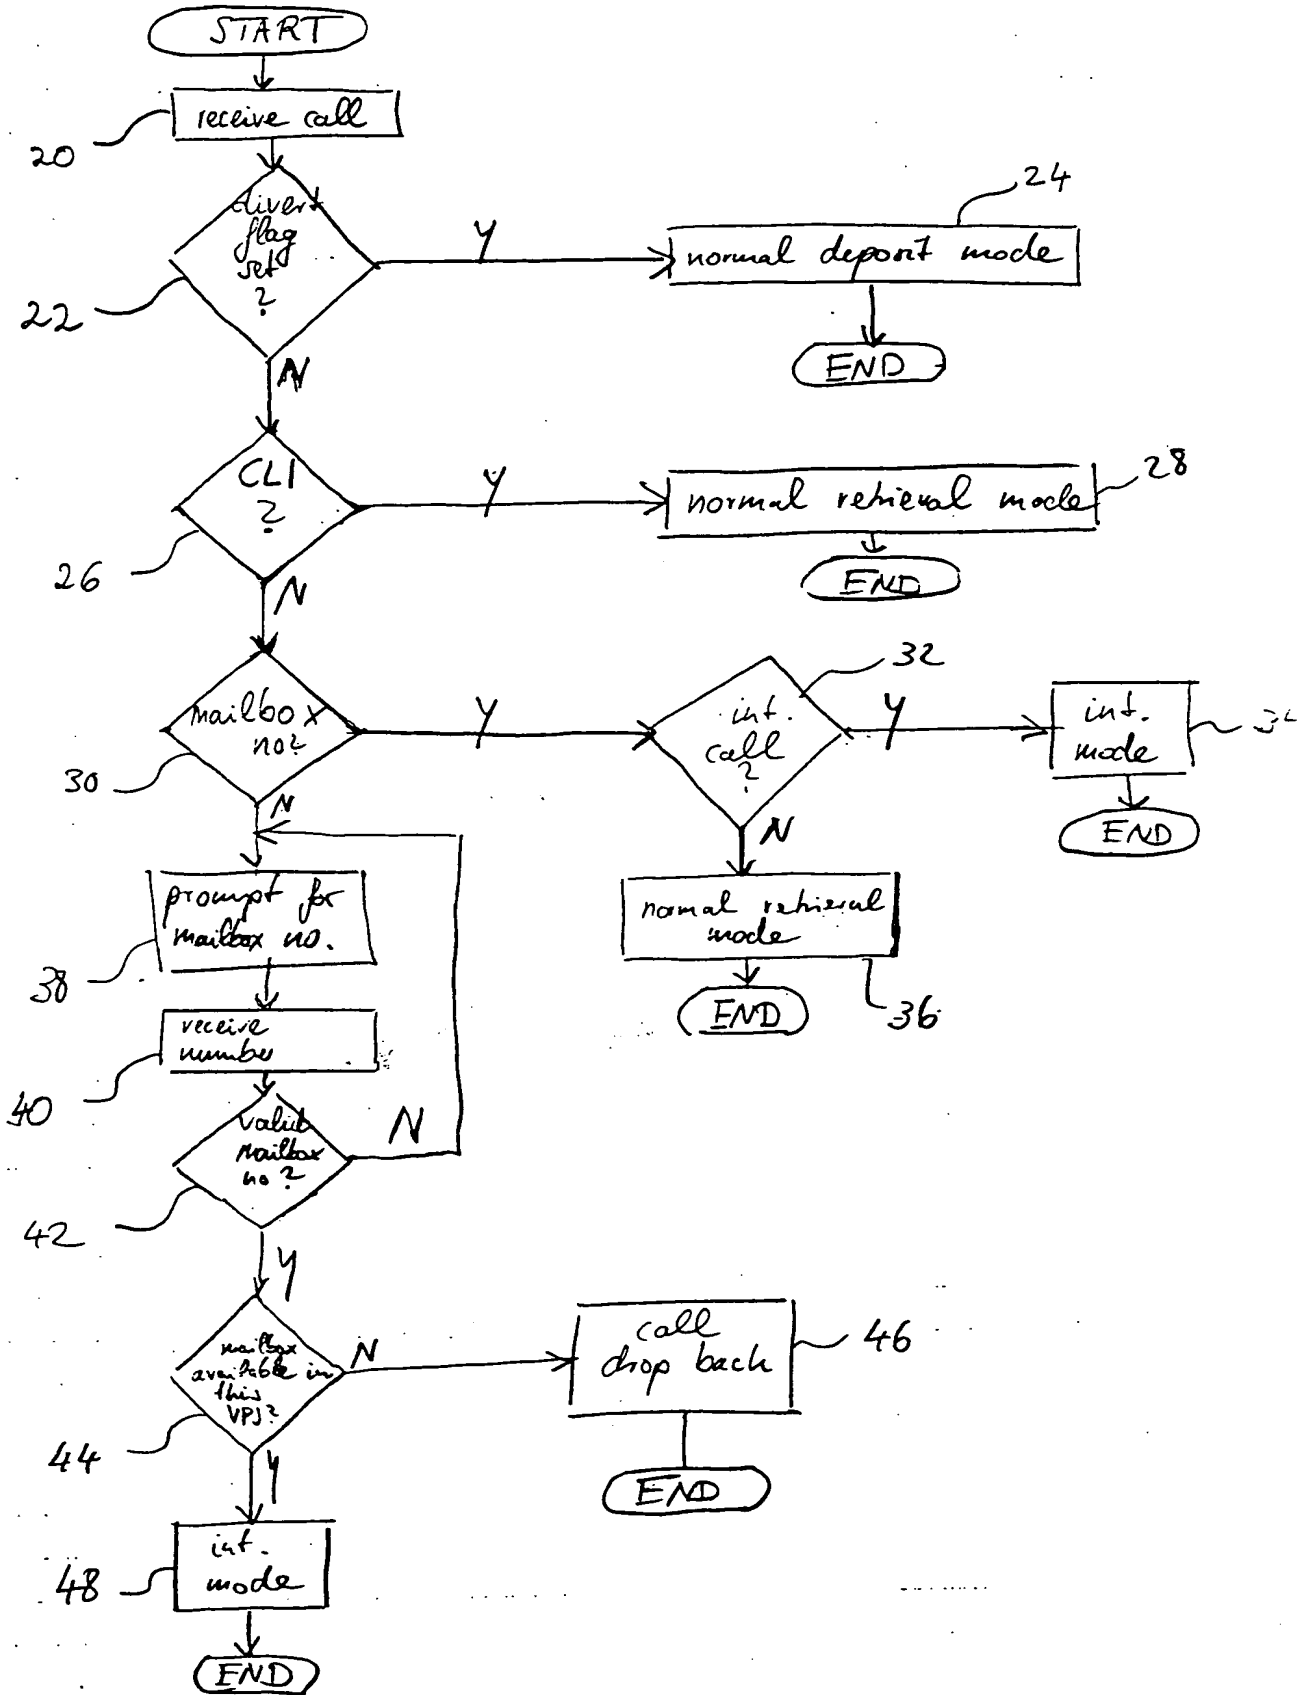 START
receive call
20
divert
flag
set
?
22
Y
24
normal deposit mode
END
N
CLI
?
26
Y
28
normal retrieval mode
END
N
mailbox
no?
30
Y
32
int.
call
?
Y
int.
mode
END
N
normal retrieval
mode
36
END
N
prompt for
mailbox no.
38
receive
number
40
valid
mailbox
no?
N
42
Y
mailbox
available in
this
44
N
call
drop back
46
END
Y
int.
mode
48
END